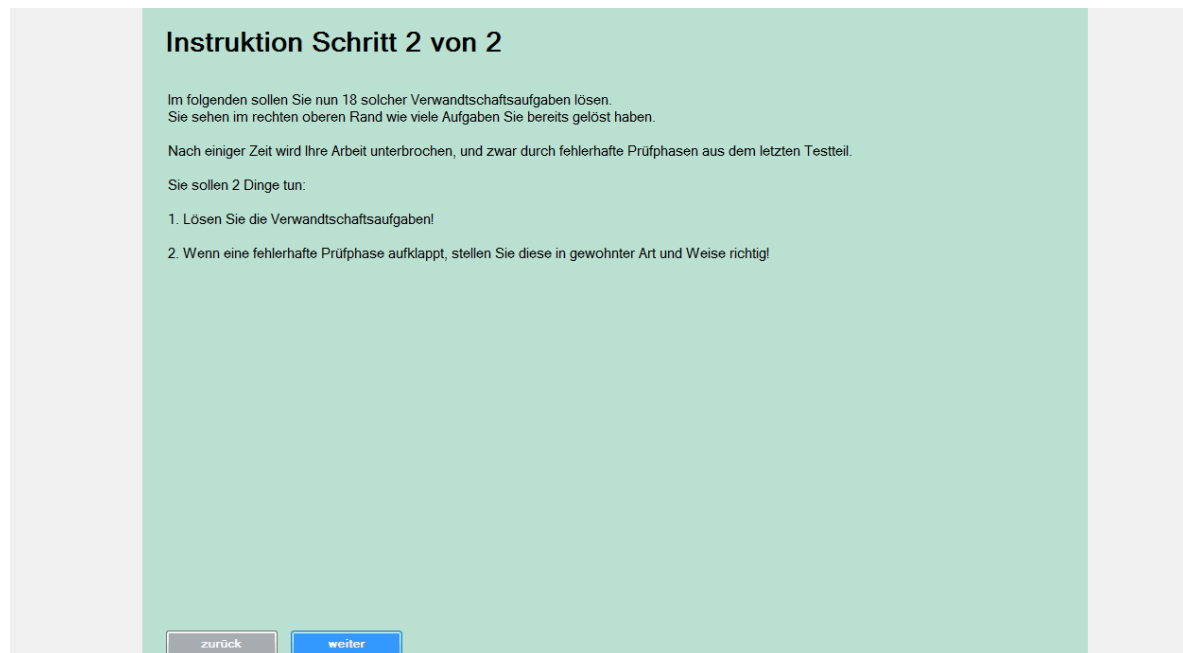 Instruktion Schritt 2 von 2
Im folgenden sollen Sie nun 18 solcher Verwandtschaftsaufgaben lösen.
Sie sehen im rechten oberen Rand wie viele Aufgaben Sie bereits gelöst haben.
Nach einiger Zeit wird Ihre Arbeit unterbrochen, und zwar durch fehlerhafte Prüfphasen aus dem letzten Testteil.
Sie sollen 2 Dinge tun:
1. Lösen Sie die Verwandtschaftsaufgaben!
2. Wenn eine fehlerhafte Prüfphase aufklappt, stellen Sie diese in gewohnter Art und Weise richtig!
zurück weiter